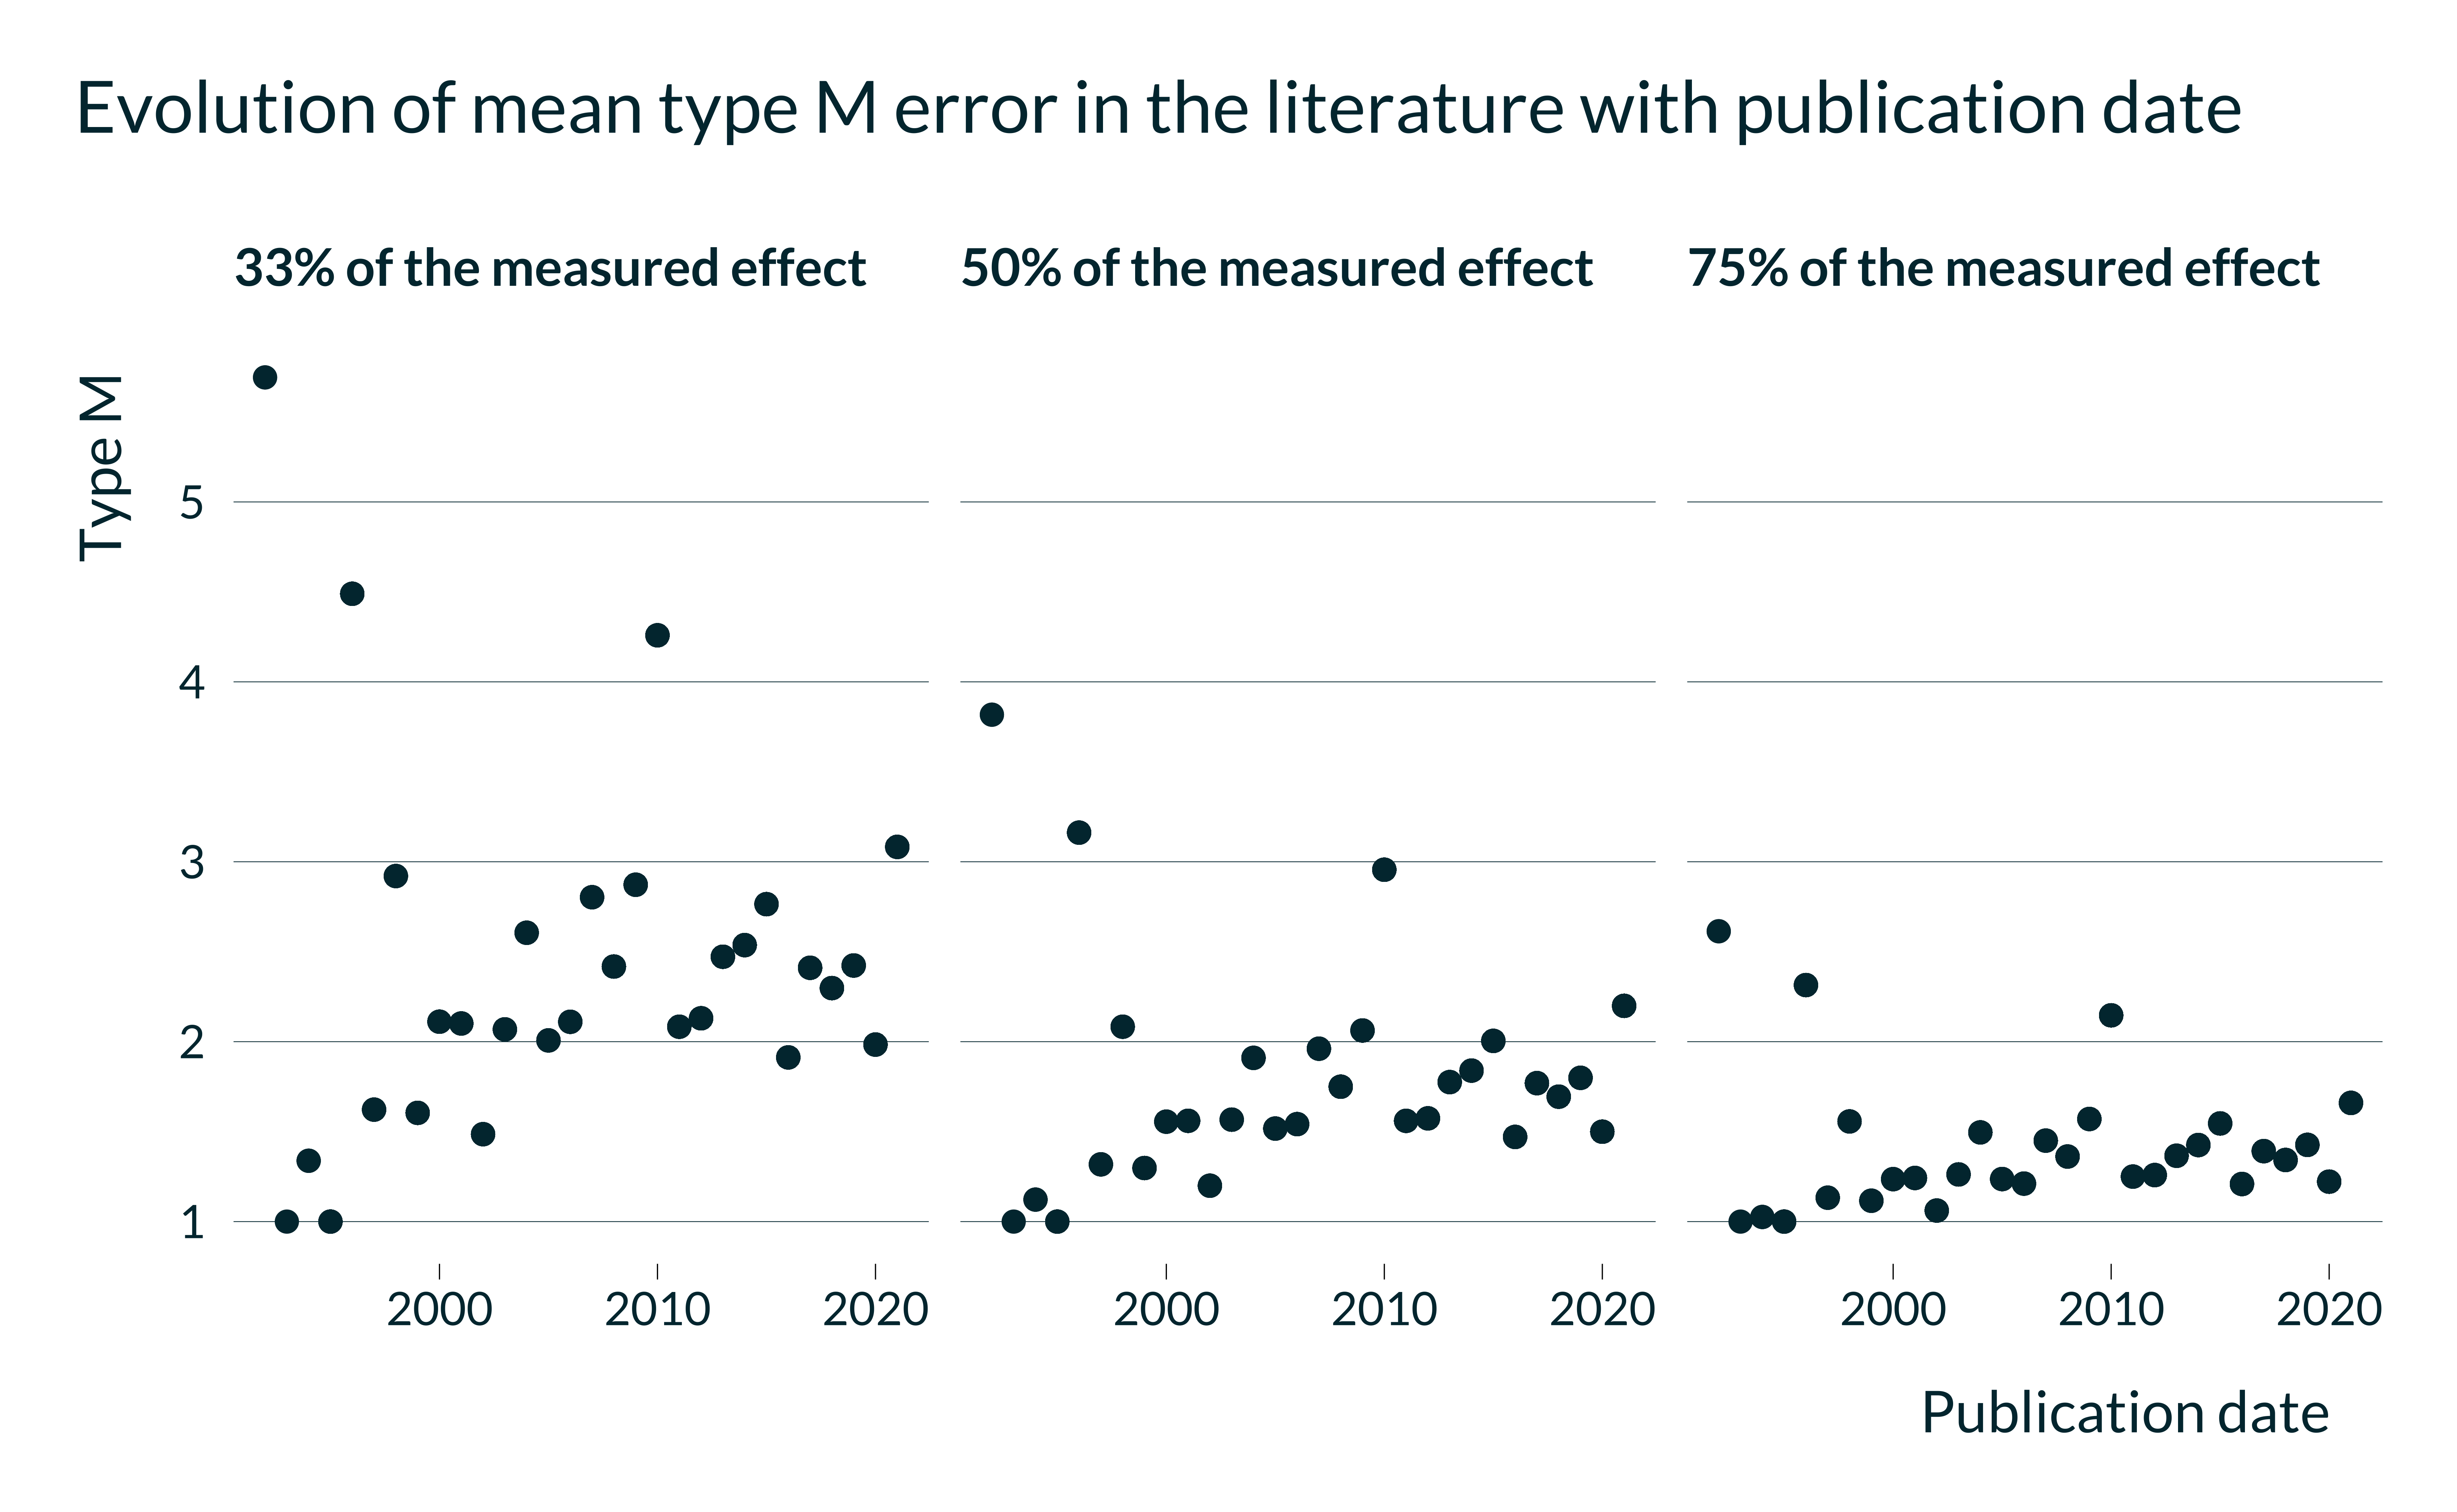 Evolution of mean type M error in the literature with publication date
33% of the measured effect
50% of the measured effect
75% of the measured effect
Type M
5
4
3
2
1
2000 2010 2020
2000 2010 2020
2000 2010 2020
Publication date